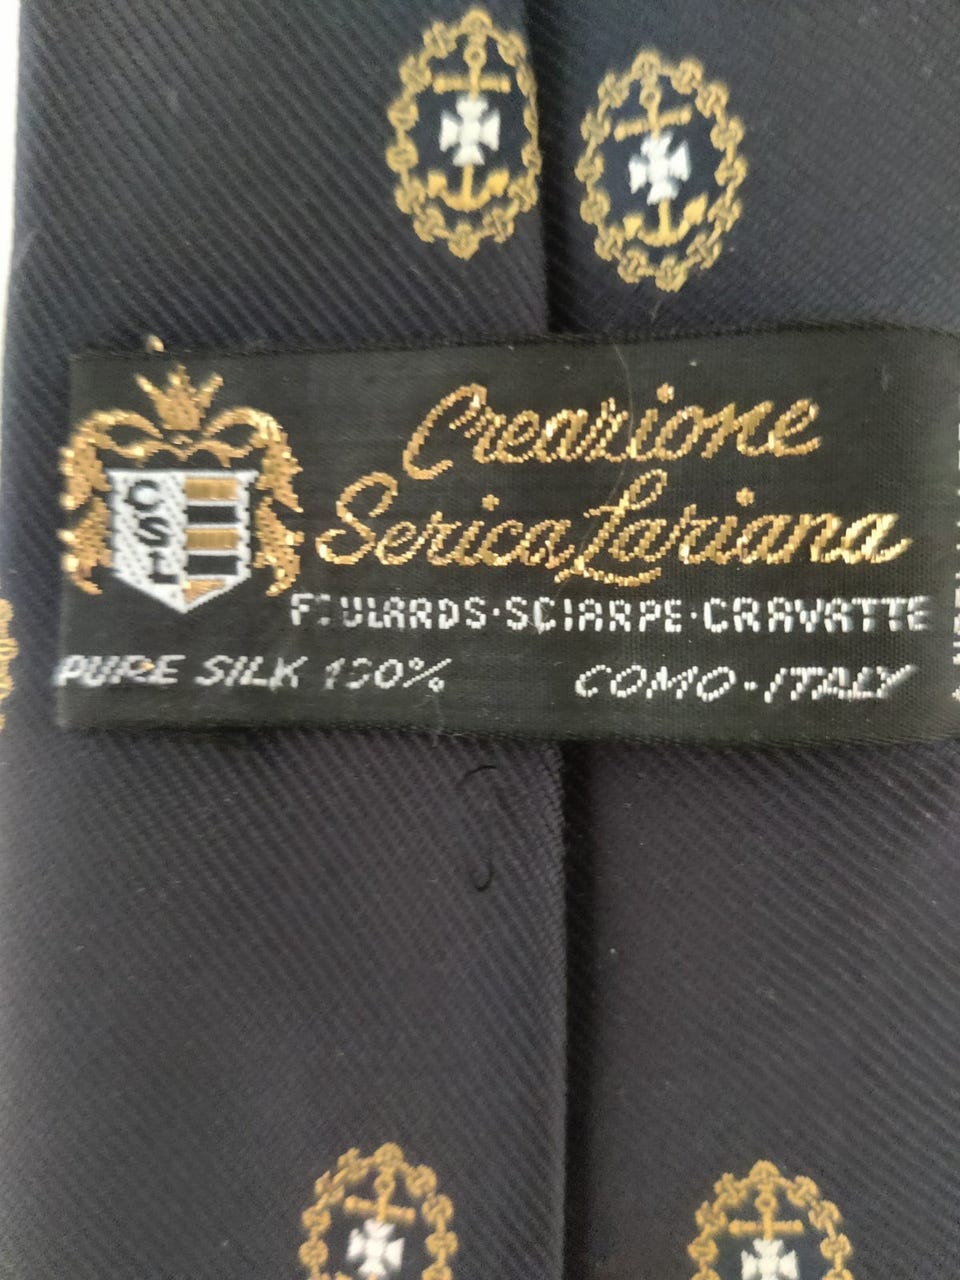 Creazione
Serica Lariana
CSL
FOULARDS·SCIARPE·CRAVATTE
PURE SILK 100%
COMO-ITALY